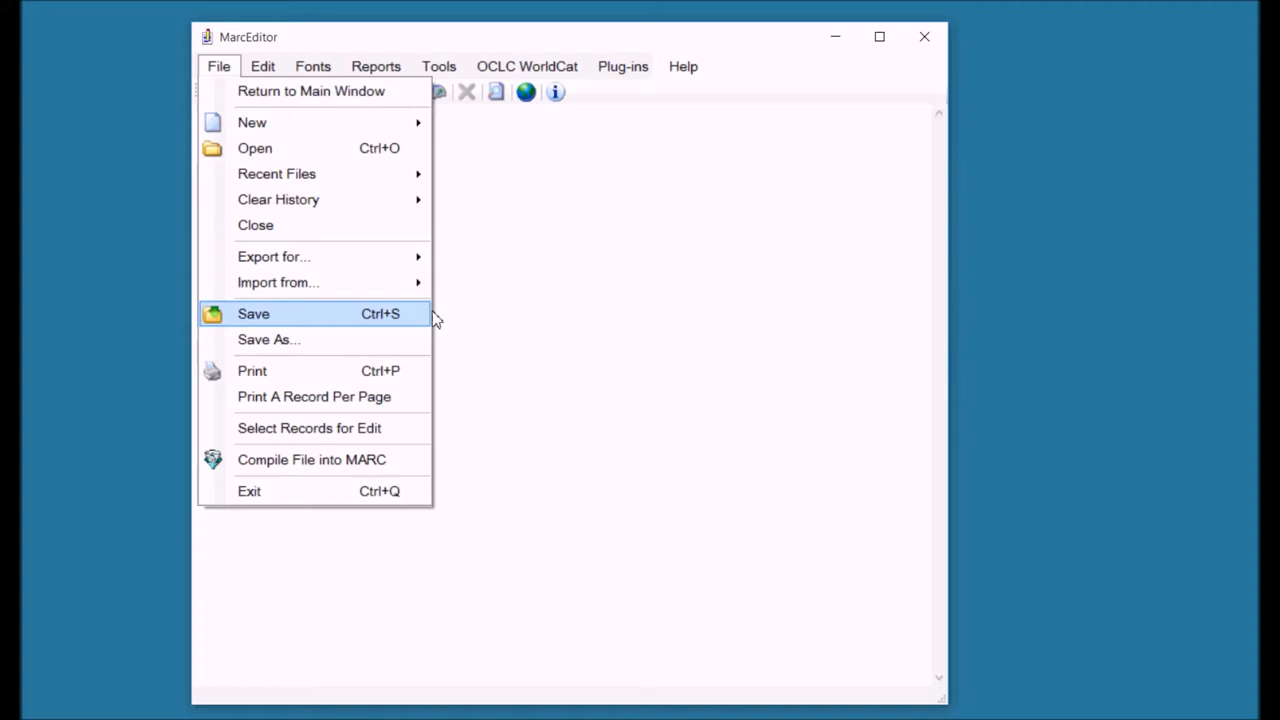 MarcEditor
File Edit Fonts Reports Tools OCLC WorldCat Plug-ins Help
Return to Main Window
New
Open Ctrl+O
Recent Files
Clear History
Close
Export for...
Import from...
Save Ctrl+S
Save As...
Print Ctrl+P
Print A Record Per Page
Select Records for Edit
Compile File into MARC
Exit Ctrl+Q